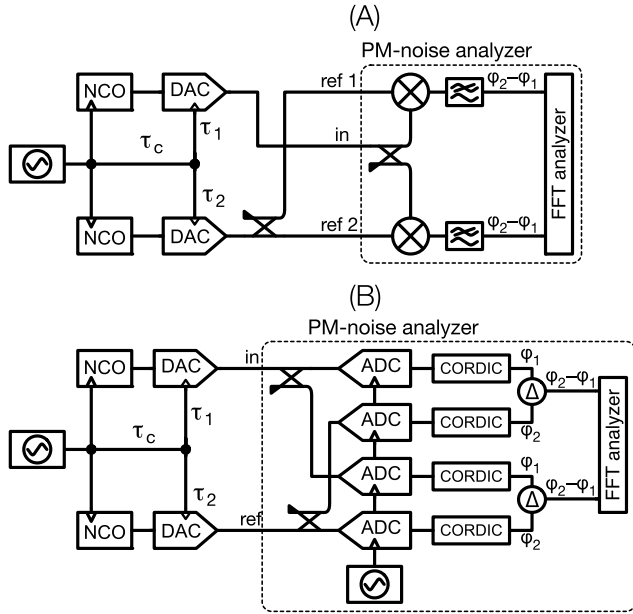 (A)
PM-noise analyzer
NCO
DAC
ref 1
φ₂−φ₁
τ₁
in
τc
FFT analyzer
τ₂
NCO
DAC
ref 2
φ₂−φ₁
(B)
PM-noise analyzer
NCO
DAC
in
ADC
CORDIC
φ₁
Δ
φ₂−φ₁
τ₁
ADC
CORDIC
φ₂
τc
FFT analyzer
ADC
CORDIC
φ₁
τ₂
Δ
φ₂−φ₁
NCO
DAC
ref
ADC
CORDIC
φ₂